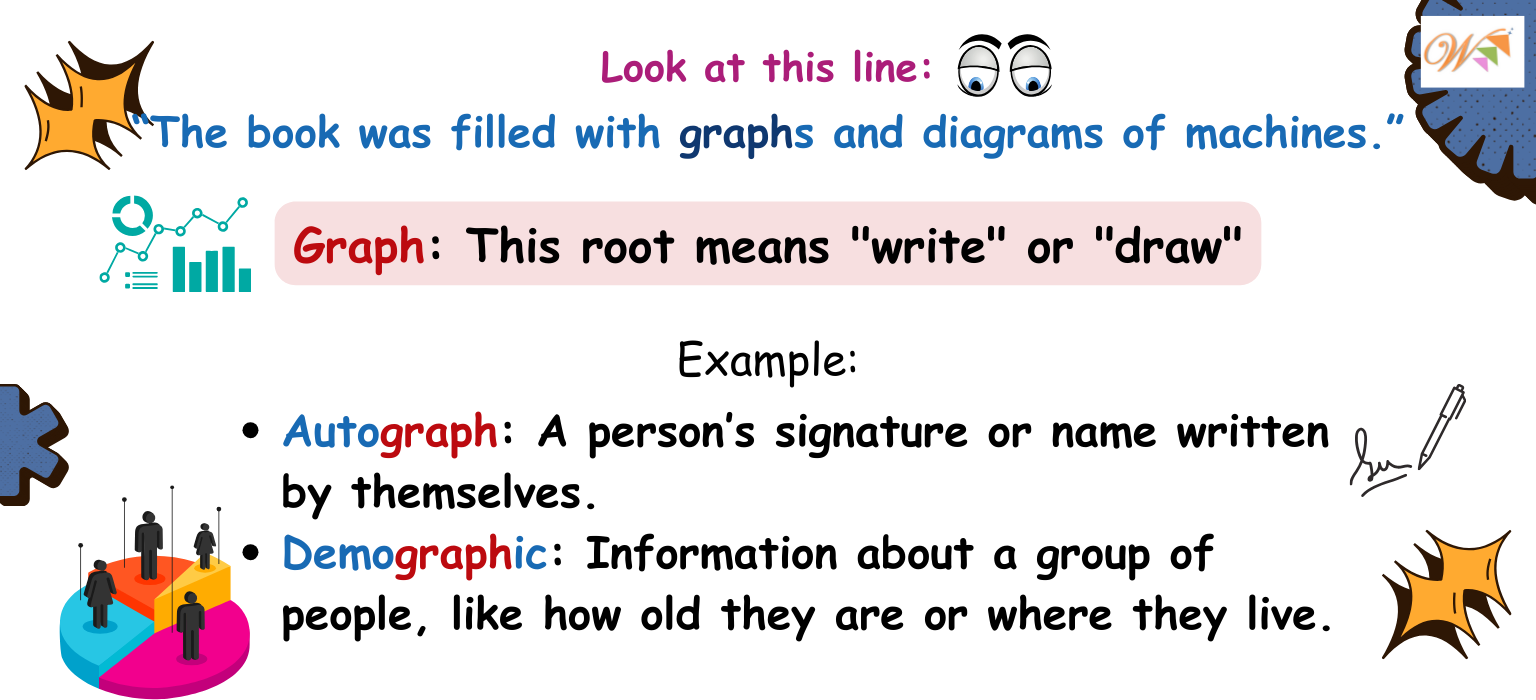 Look at this line:
“The book was filled with graphs and diagrams of machines.”
Graph: This root means "write" or "draw"
Example:
• Autograph: A person’s signature or name written
by themselves.
• Demographic: Information about a group of
people, like how old they are or where they live.
W